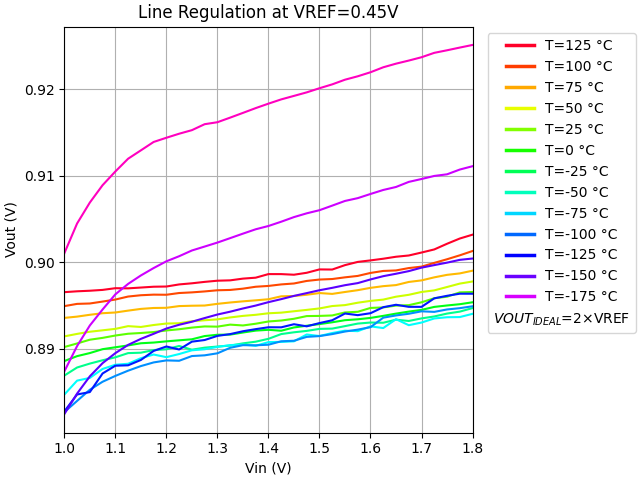 Line Regulation at VREF=0.45V
Vout (V)
0.92
0.91
0.90
0.89
1.0 1.1 1.2 1.3 1.4 1.5 1.6 1.7 1.8
Vin (V)
T=125 °C
T=100 °C
T=75 °C
T=50 °C
T=25 °C
T=0 °C
T=-25 °C
T=-50 °C
T=-75 °C
T=-100 °C
T=-125 °C
T=-150 °C
T=-175 °C
VOUT_IDEAL=2×VREF